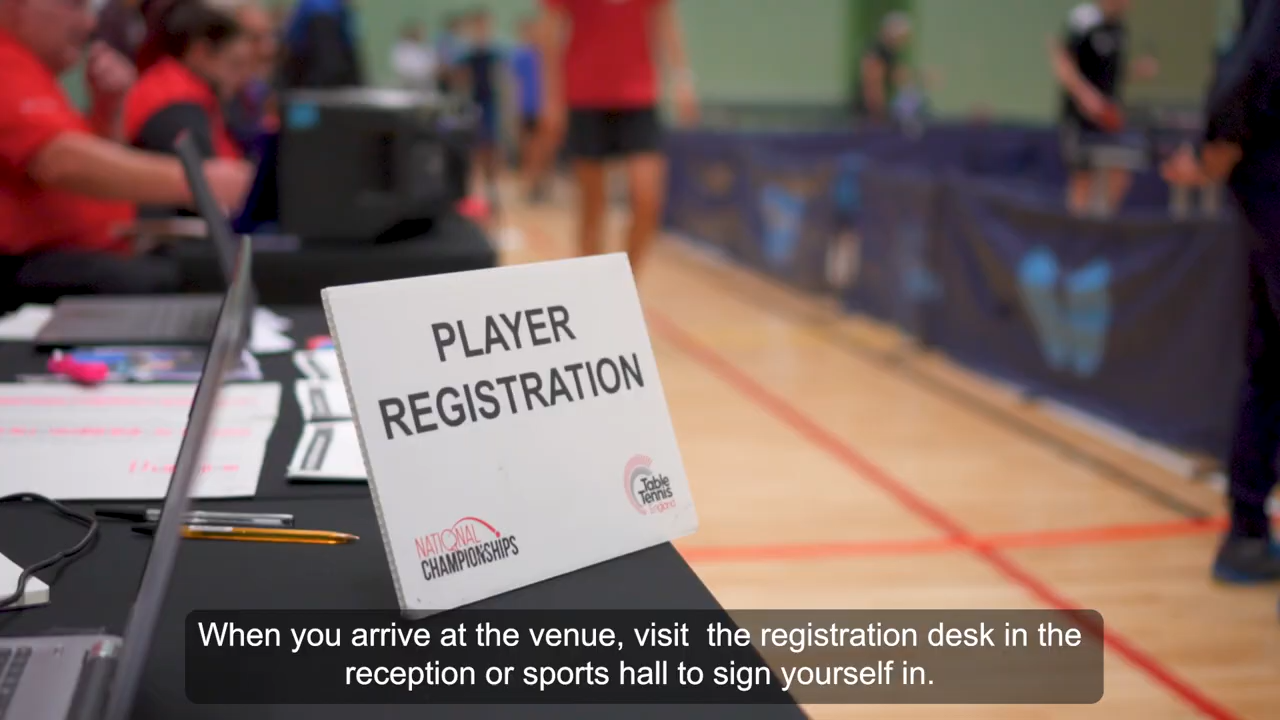 PLAYER
REGISTRATION
NATIONAL
CHAMPIONSHIPS
Table
Tennis
England
When you arrive at the venue, visit  the registration desk in the
reception or sports hall to sign yourself in.